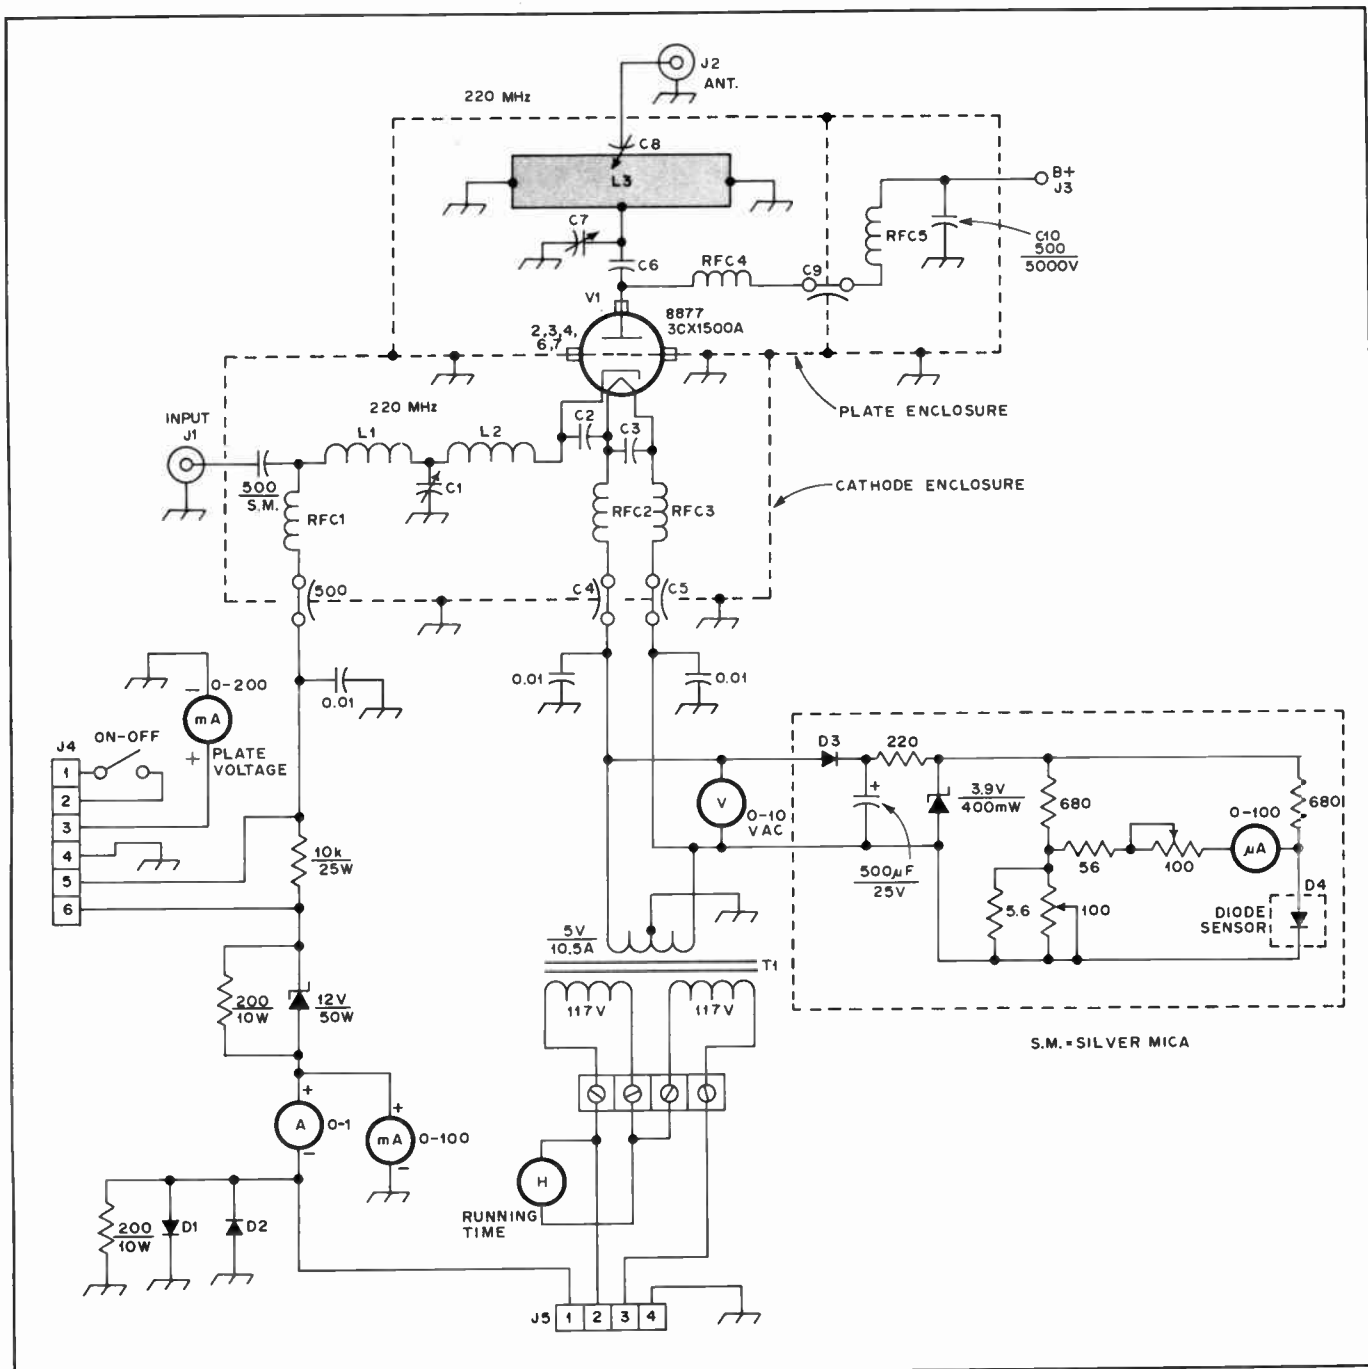 J2
ANT.
220 MHz
C8
L3
B+
J3
C7
RFC5
C10
500
5000V
C6
RFC4
C9
V1
8877
3CX1500A
2,3,4,
6,7
PLATE ENCLOSURE
220 MHz
INPUT
J1
L1
L2
C2
C3
C1
500
S.M.
RFC1
RFC2
RFC3
CATHODE ENCLOSURE
500
C4
C5
0.01
0.01
0.01
− 0-200
mA
+ PLATE
VOLTAGE
J4
ON-OFF
1
2
3
4
5
6
10k
25W
D3
220
+
3.9V
400mW
680
680
V
0-10
VAC
0-100
μA
56
100
500μF
25V
5.6
100
D4
DIODE
SENSOR
5V
10.5A
T1
117V
117V
200
10W
12V
50W
S.M. = SILVER MICA
+
A
0-1
−
+
mA
0-100
−
H
RUNNING
TIME
200
10W
D1
D2
J5
1
2
3
4